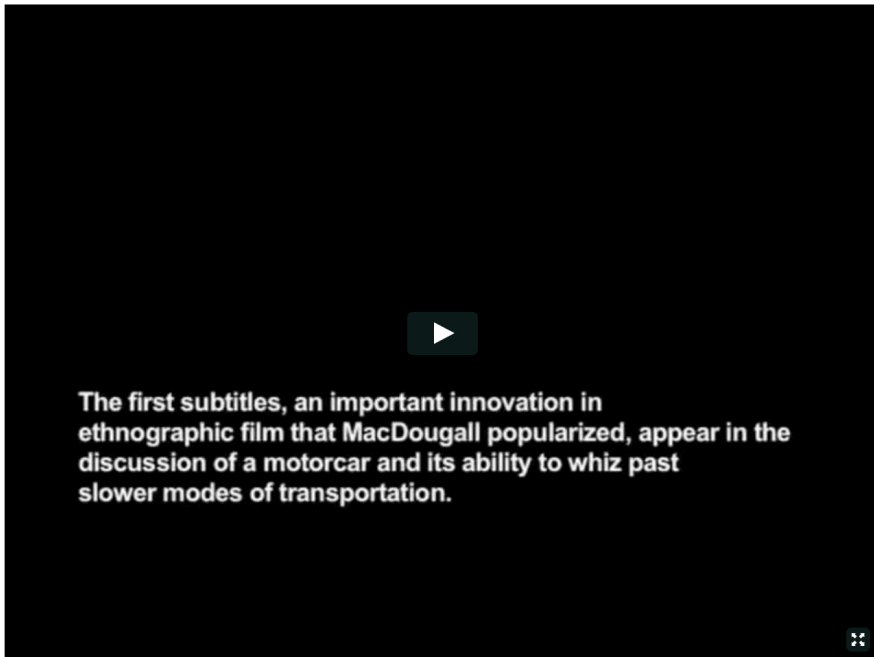 The first subtitles, an important innovation in
ethnographic film that MacDougall popularized, appear in the
discussion of a motorcar and its ability to whiz past
slower modes of transportation.